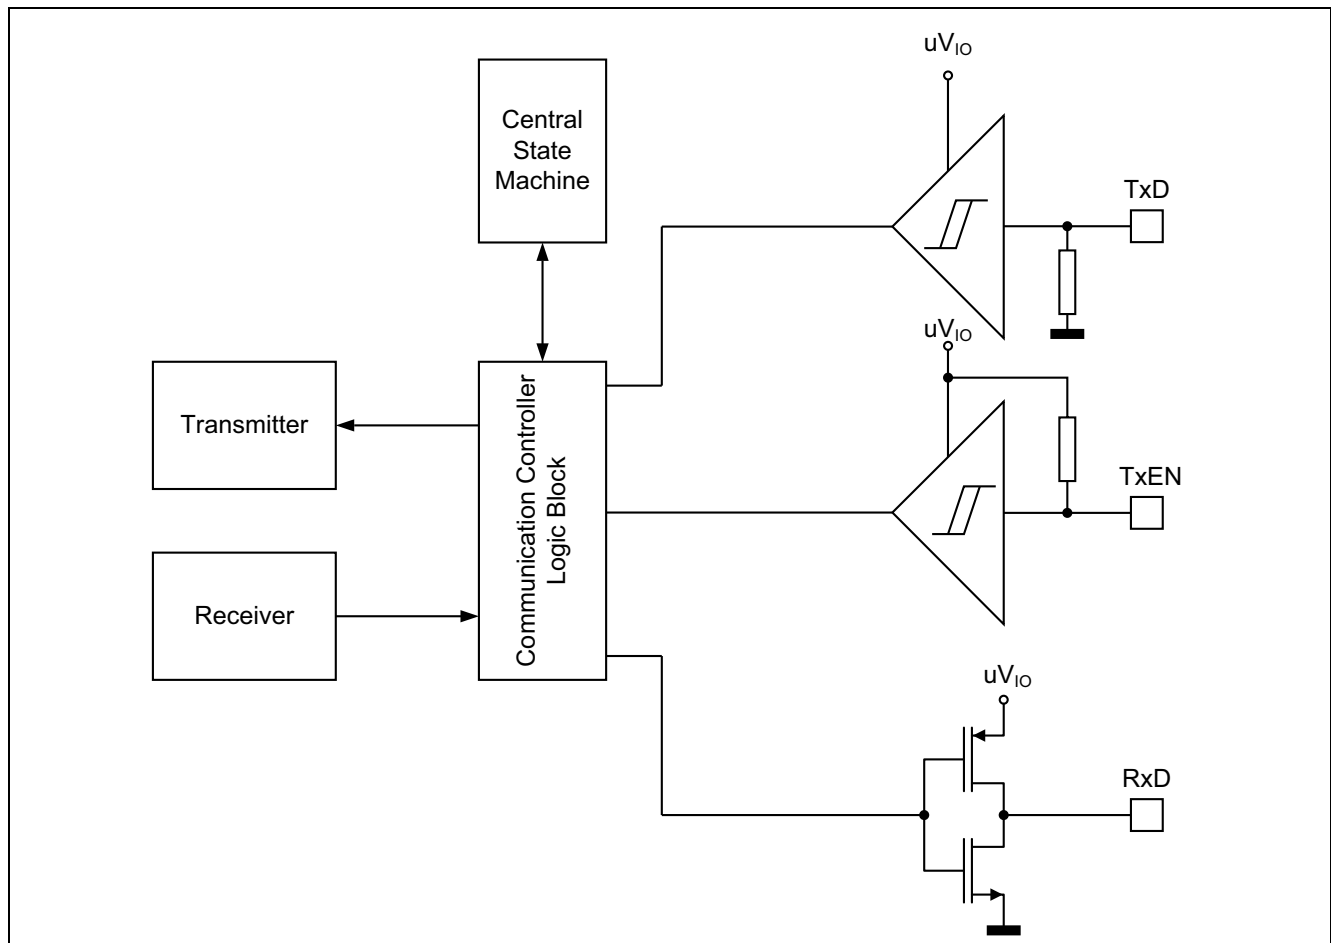 uV_IO
Central
State
Machine
TxD
uV_IO
Transmitter
Communication Controller
Logic Block
TxEN
Receiver
uV_IO
RxD